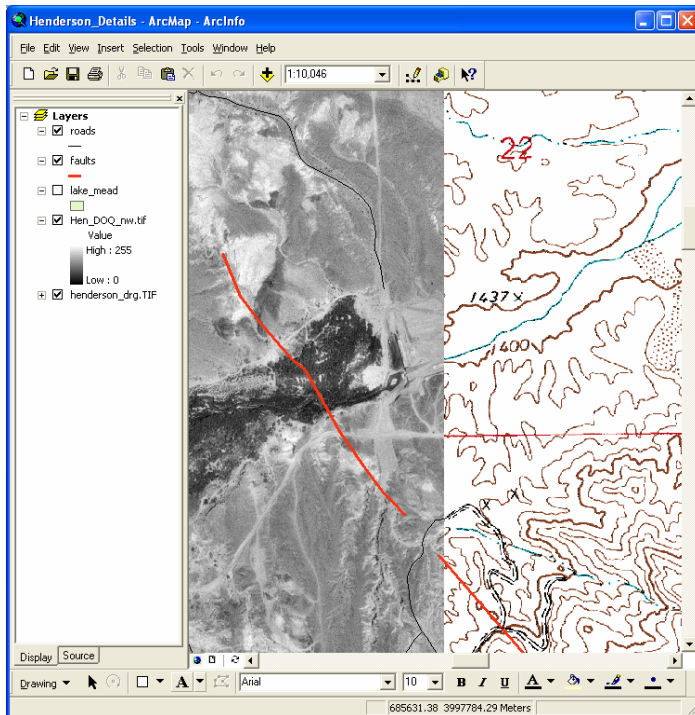 Henderson_Details - ArcMap - ArcInfo
File Edit View Insert Selection Tools Window Help
1:10,046
Layers
roads
faults
lake_mead
Hen_DOQ_nw.tif
Value
High : 255
Low : 0
henderson_drg.TIF
22
1437 x
1400
x
x
Display Source
Drawing A Arial 10 B I U A
685631.38 3997784.29 Meters